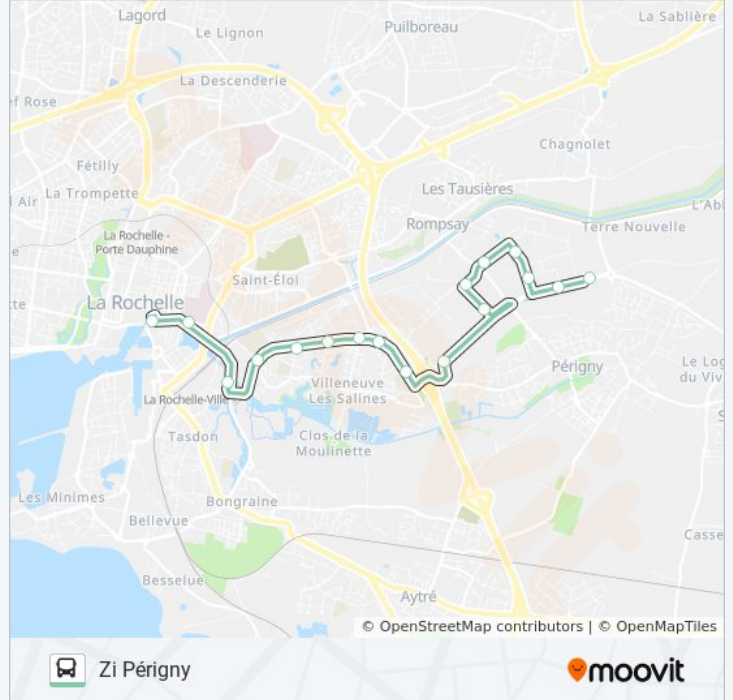 Lagord
La Sablière
Le Lignon
Puilboreau
La Descenderie
ef Rose
Chagnolet
Fétilly
l Air
La Trompette
Les Tausières
L'Ab
Rompsay
Terre Nouvelle
La Rochelle -
Porte Dauphine
e
Saint-Éloi
La Rochelle
te
Le Log
du Viv
Périgny
Villeneuve
Les Salines
La Rochelle-Ville
Tasdon
Clos de la
Moulinette
S
Les Minimes
Bongraine
Bellevue
Casse
Besselue
Aytré
© OpenStreetMap contributors | © OpenMapTiles
Zi Périgny
moovit